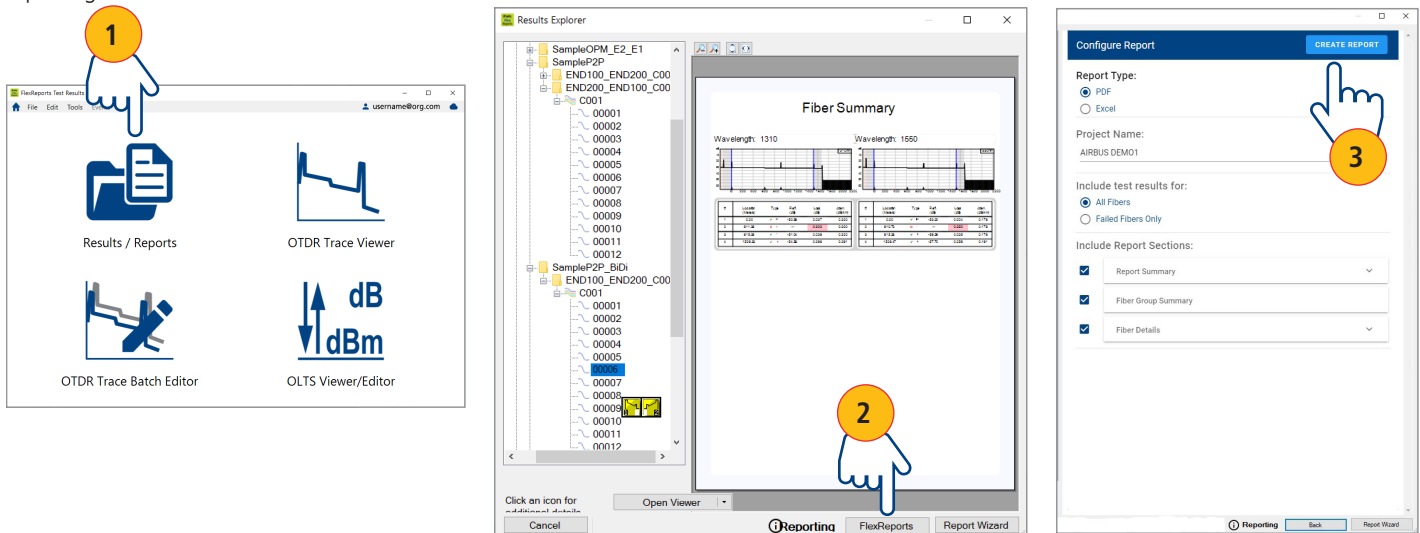 1
FlexReports Test Results
File Edit Tools
username@org.com
Results / Reports
OTDR Trace Viewer
OTDR Trace Batch Editor
dB
dBm
OLTS Viewer/Editor
Results Explorer
SampleOPM_E2_E1
SampleP2P
END100_END200_C00
END200_END100_C00
C001
00001
00002
00003
00004
00005
00006
00007
00008
00009
00010
00011
00012
SampleP2P_BiDi
END100_END200_C00
C001
00001
00002
00003
00004
00005
00006
00007
00008
00009
00010
00011
00012
Fiber Summary
Wavelength: 1310
Wavelength: 1550
2
Click an icon for
additional details
Open Viewer
Cancel
Reporting
FlexReports
Report Wizard
Configure Report
CREATE REPORT
Report Type:
PDF
Excel
3
Project Name:
AIRBUS DEMO1
Include test results for:
All Fibers
Failed Fibers Only
Include Report Sections:
Report Summary
Fiber Group Summary
Fiber Details
Reporting
Back
Report Wizard